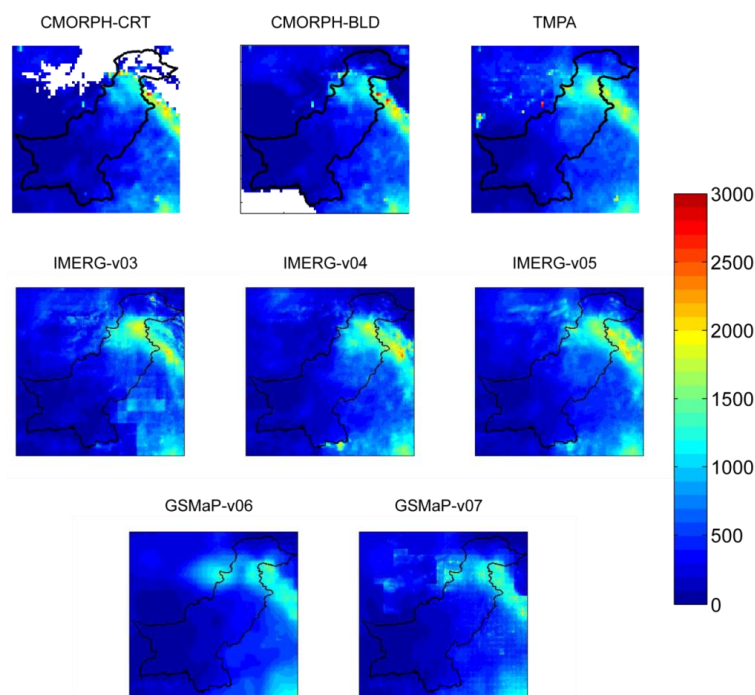 CMORPH-CRT CMORPH-BLD TMPA
IMERG-v03 IMERG-v04 IMERG-v05
GSMaP-v06 GSMaP-v07
3000
2500
2000
1500
1000
500
0